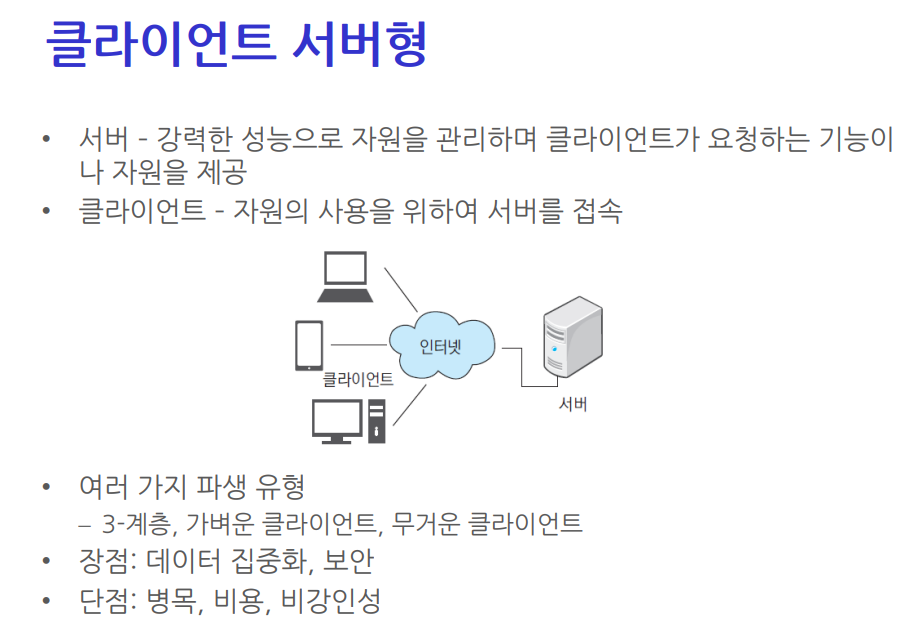 클라이언트 서버형
• 서버 – 강력한 성능으로 자원을 관리하며 클라이언트가 요청하는 기능이
나 자원을 제공
• 클라이언트 – 자원의 사용을 위하여 서버를 접속
인터넷
클라이언트
서버
• 여러 가지 파생 유형
– 3-계층, 가벼운 클라이언트, 무거운 클라이언트
• 장점: 데이터 집중화, 보안
• 단점: 병목, 비용, 비강인성